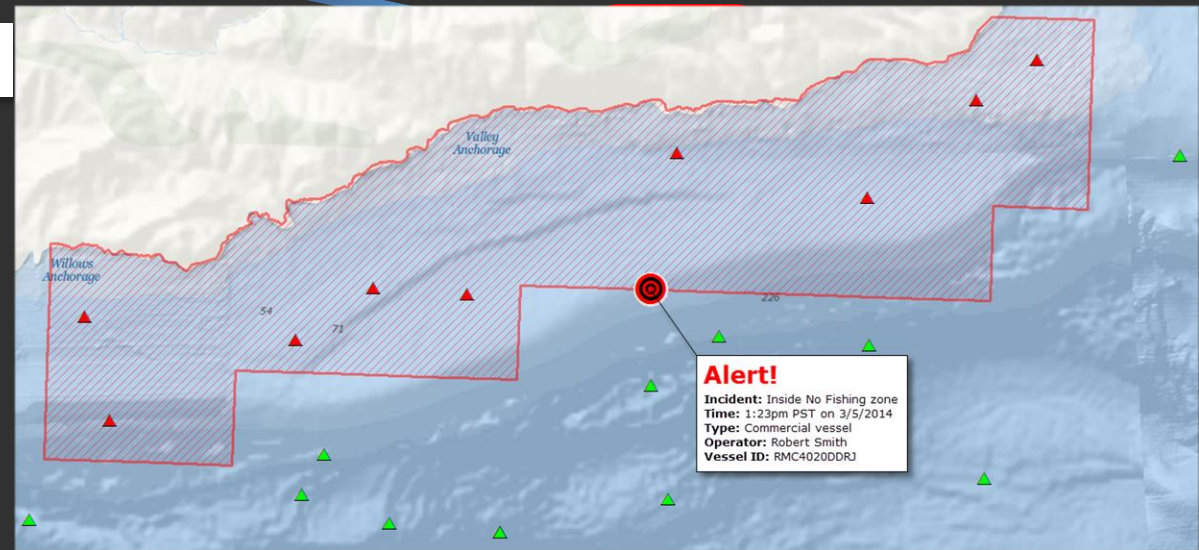 Valley
Anchorage
Willows
Anchorage
54
71
226
Alert!
Incident: Inside No Fishing zone
Time: 1:23pm PST on 3/5/2014
Type: Commercial vessel
Operator: Robert Smith
Vessel ID: RMC4020DDRJ